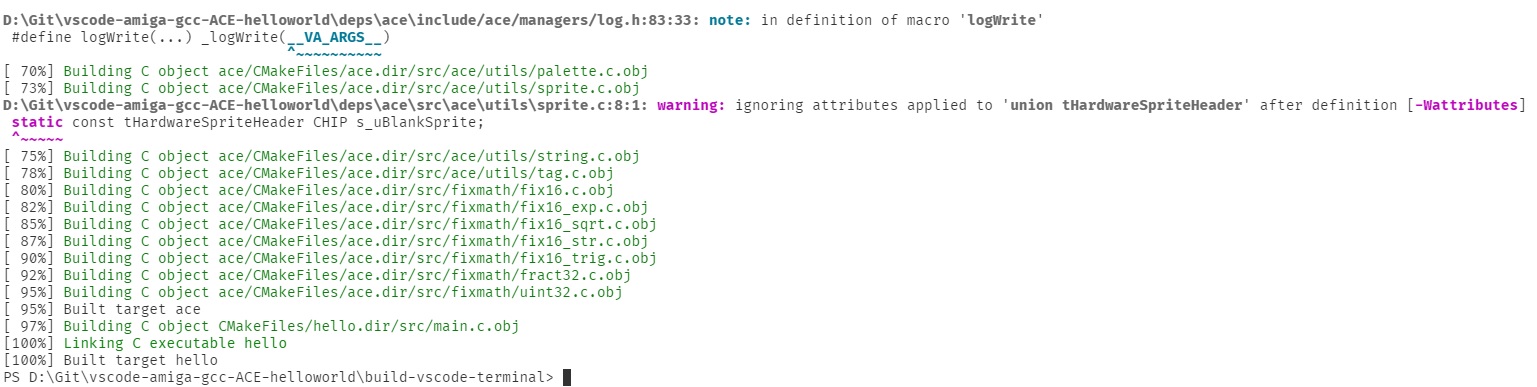 D:\Git\vscode-amiga-gcc-ACE-helloworld\deps\ace\include/ace/managers/log.h:83:33: note: in definition of macro 'logWrite'
 #define logWrite(...) _logWrite(__VA_ARGS__)
                                 ^~~~~~~~~~~
[ 70%] Building C object ace/CMakeFiles/ace.dir/src/ace/utils/palette.c.obj
[ 73%] Building C object ace/CMakeFiles/ace.dir/src/ace/utils/sprite.c.obj
D:\Git\vscode-amiga-gcc-ACE-helloworld\deps\ace\src\ace\utils\sprite.c:8:1: warning: ignoring attributes applied to 'union tHardwareSpriteHeader' after definition [-Wattributes]
 static const tHardwareSpriteHeader CHIP s_uBlankSprite;
 ^~~~~~
[ 75%] Building C object ace/CMakeFiles/ace.dir/src/ace/utils/string.c.obj
[ 78%] Building C object ace/CMakeFiles/ace.dir/src/ace/utils/tag.c.obj
[ 80%] Building C object ace/CMakeFiles/ace.dir/src/fixmath/fix16.c.obj
[ 82%] Building C object ace/CMakeFiles/ace.dir/src/fixmath/fix16_exp.c.obj
[ 85%] Building C object ace/CMakeFiles/ace.dir/src/fixmath/fix16_sqrt.c.obj
[ 87%] Building C object ace/CMakeFiles/ace.dir/src/fixmath/fix16_str.c.obj
[ 90%] Building C object ace/CMakeFiles/ace.dir/src/fixmath/fix16_trig.c.obj
[ 92%] Building C object ace/CMakeFiles/ace.dir/src/fixmath/fract32.c.obj
[ 95%] Building C object ace/CMakeFiles/ace.dir/src/fixmath/uint32.c.obj
[ 95%] Built target ace
[ 97%] Building C object CMakeFiles/hello.dir/src/main.c.obj
[100%] Linking C executable hello
[100%] Built target hello
PS D:\Git\vscode-amiga-gcc-ACE-helloworld\build-vscode-terminal>